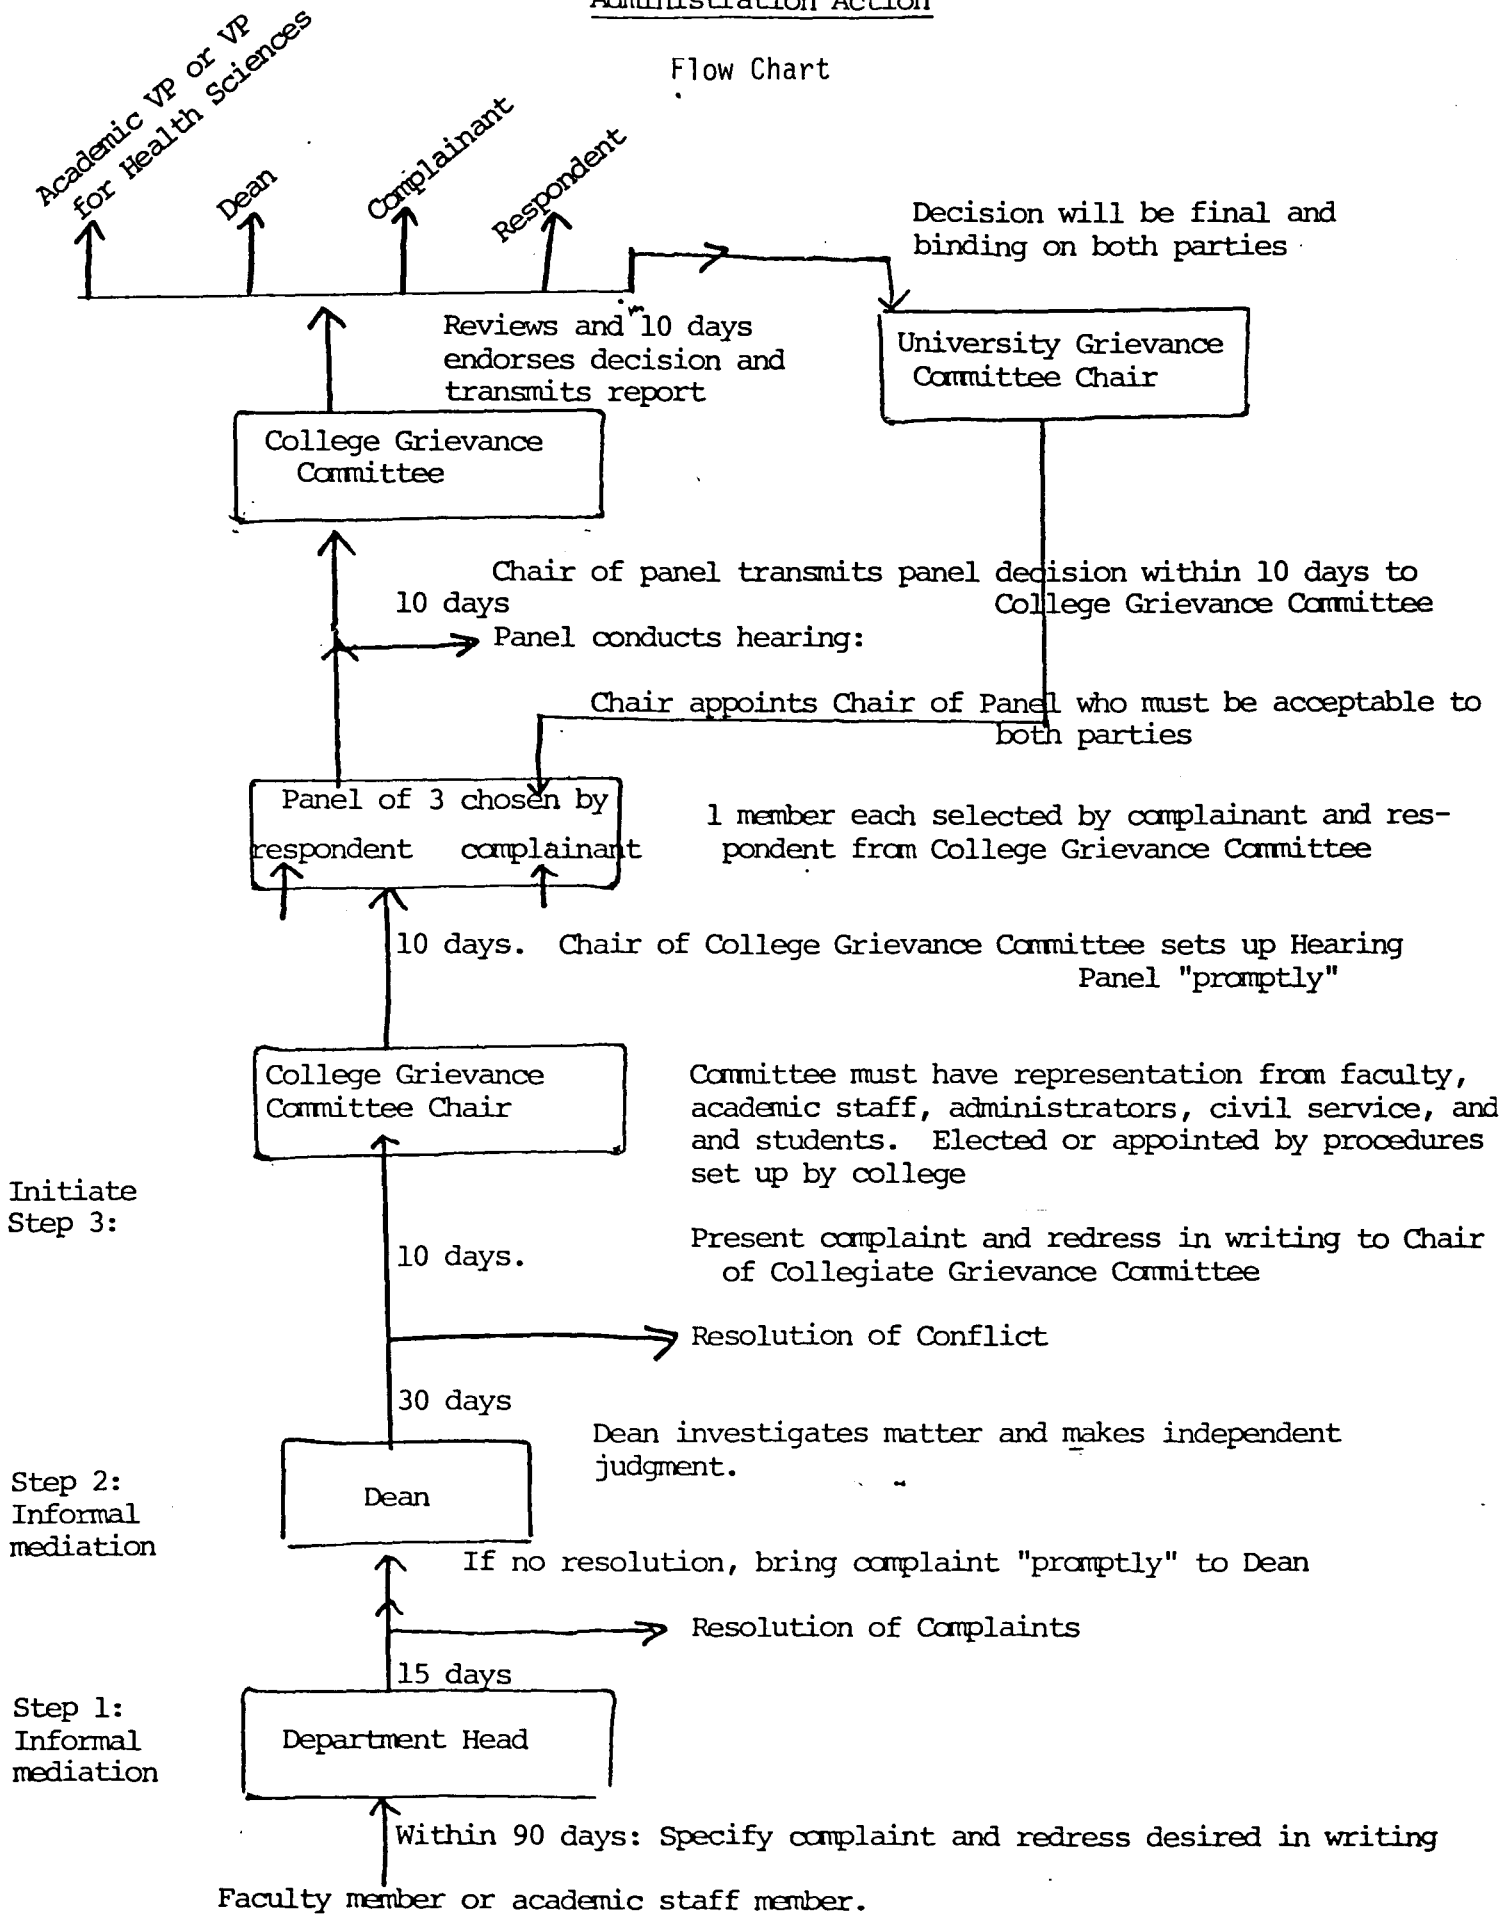 Administration Action
Flow Chart
Academic VP or VP
for Health Sciences
Dean
Complainant
Respondent
Decision will be final and
binding on both parties
Reviews and 10 days
endorses decision and
transmits report
University Grievance
Committee Chair
College Grievance
Committee
Chair of panel transmits panel decision within 10 days to
College Grievance Committee
10 days
Panel conducts hearing:
Chair appoints Chair of Panel who must be acceptable to
both parties
Panel of 3 chosen by
respondent complainant
1 member each selected by complainant and res-
pondent from College Grievance Committee
10 days. Chair of College Grievance Committee sets up Hearing
Panel "promptly"
College Grievance
Committee Chair
Committee must have representation from faculty,
academic staff, administrators, civil service, and
and students. Elected or appointed by procedures
set up by college
Initiate
Step 3:
10 days.
Present complaint and redress in writing to Chair
of Collegiate Grievance Committee
Resolution of Conflict
30 days
Dean investigates matter and makes independent
judgment.
Step 2:
Informal
mediation
Dean
If no resolution, bring complaint "promptly" to Dean
Resolution of Complaints
15 days
Step 1:
Informal
mediation
Department Head
Within 90 days: Specify complaint and redress desired in writing
Faculty member or academic staff member.